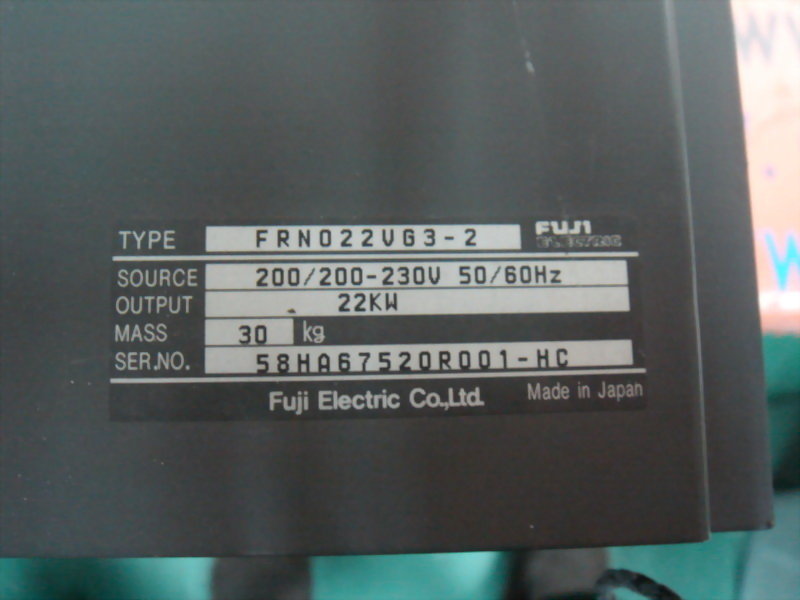 TYPE FRN022VG3-2 FUJI ELECTRIC
SOURCE 200/200-230V 50/60Hz
OUTPUT 22KW
MASS 30 kg
SER.NO. 58HA67520R001-HC
Fuji Electric Co.,Ltd. Made in Japan